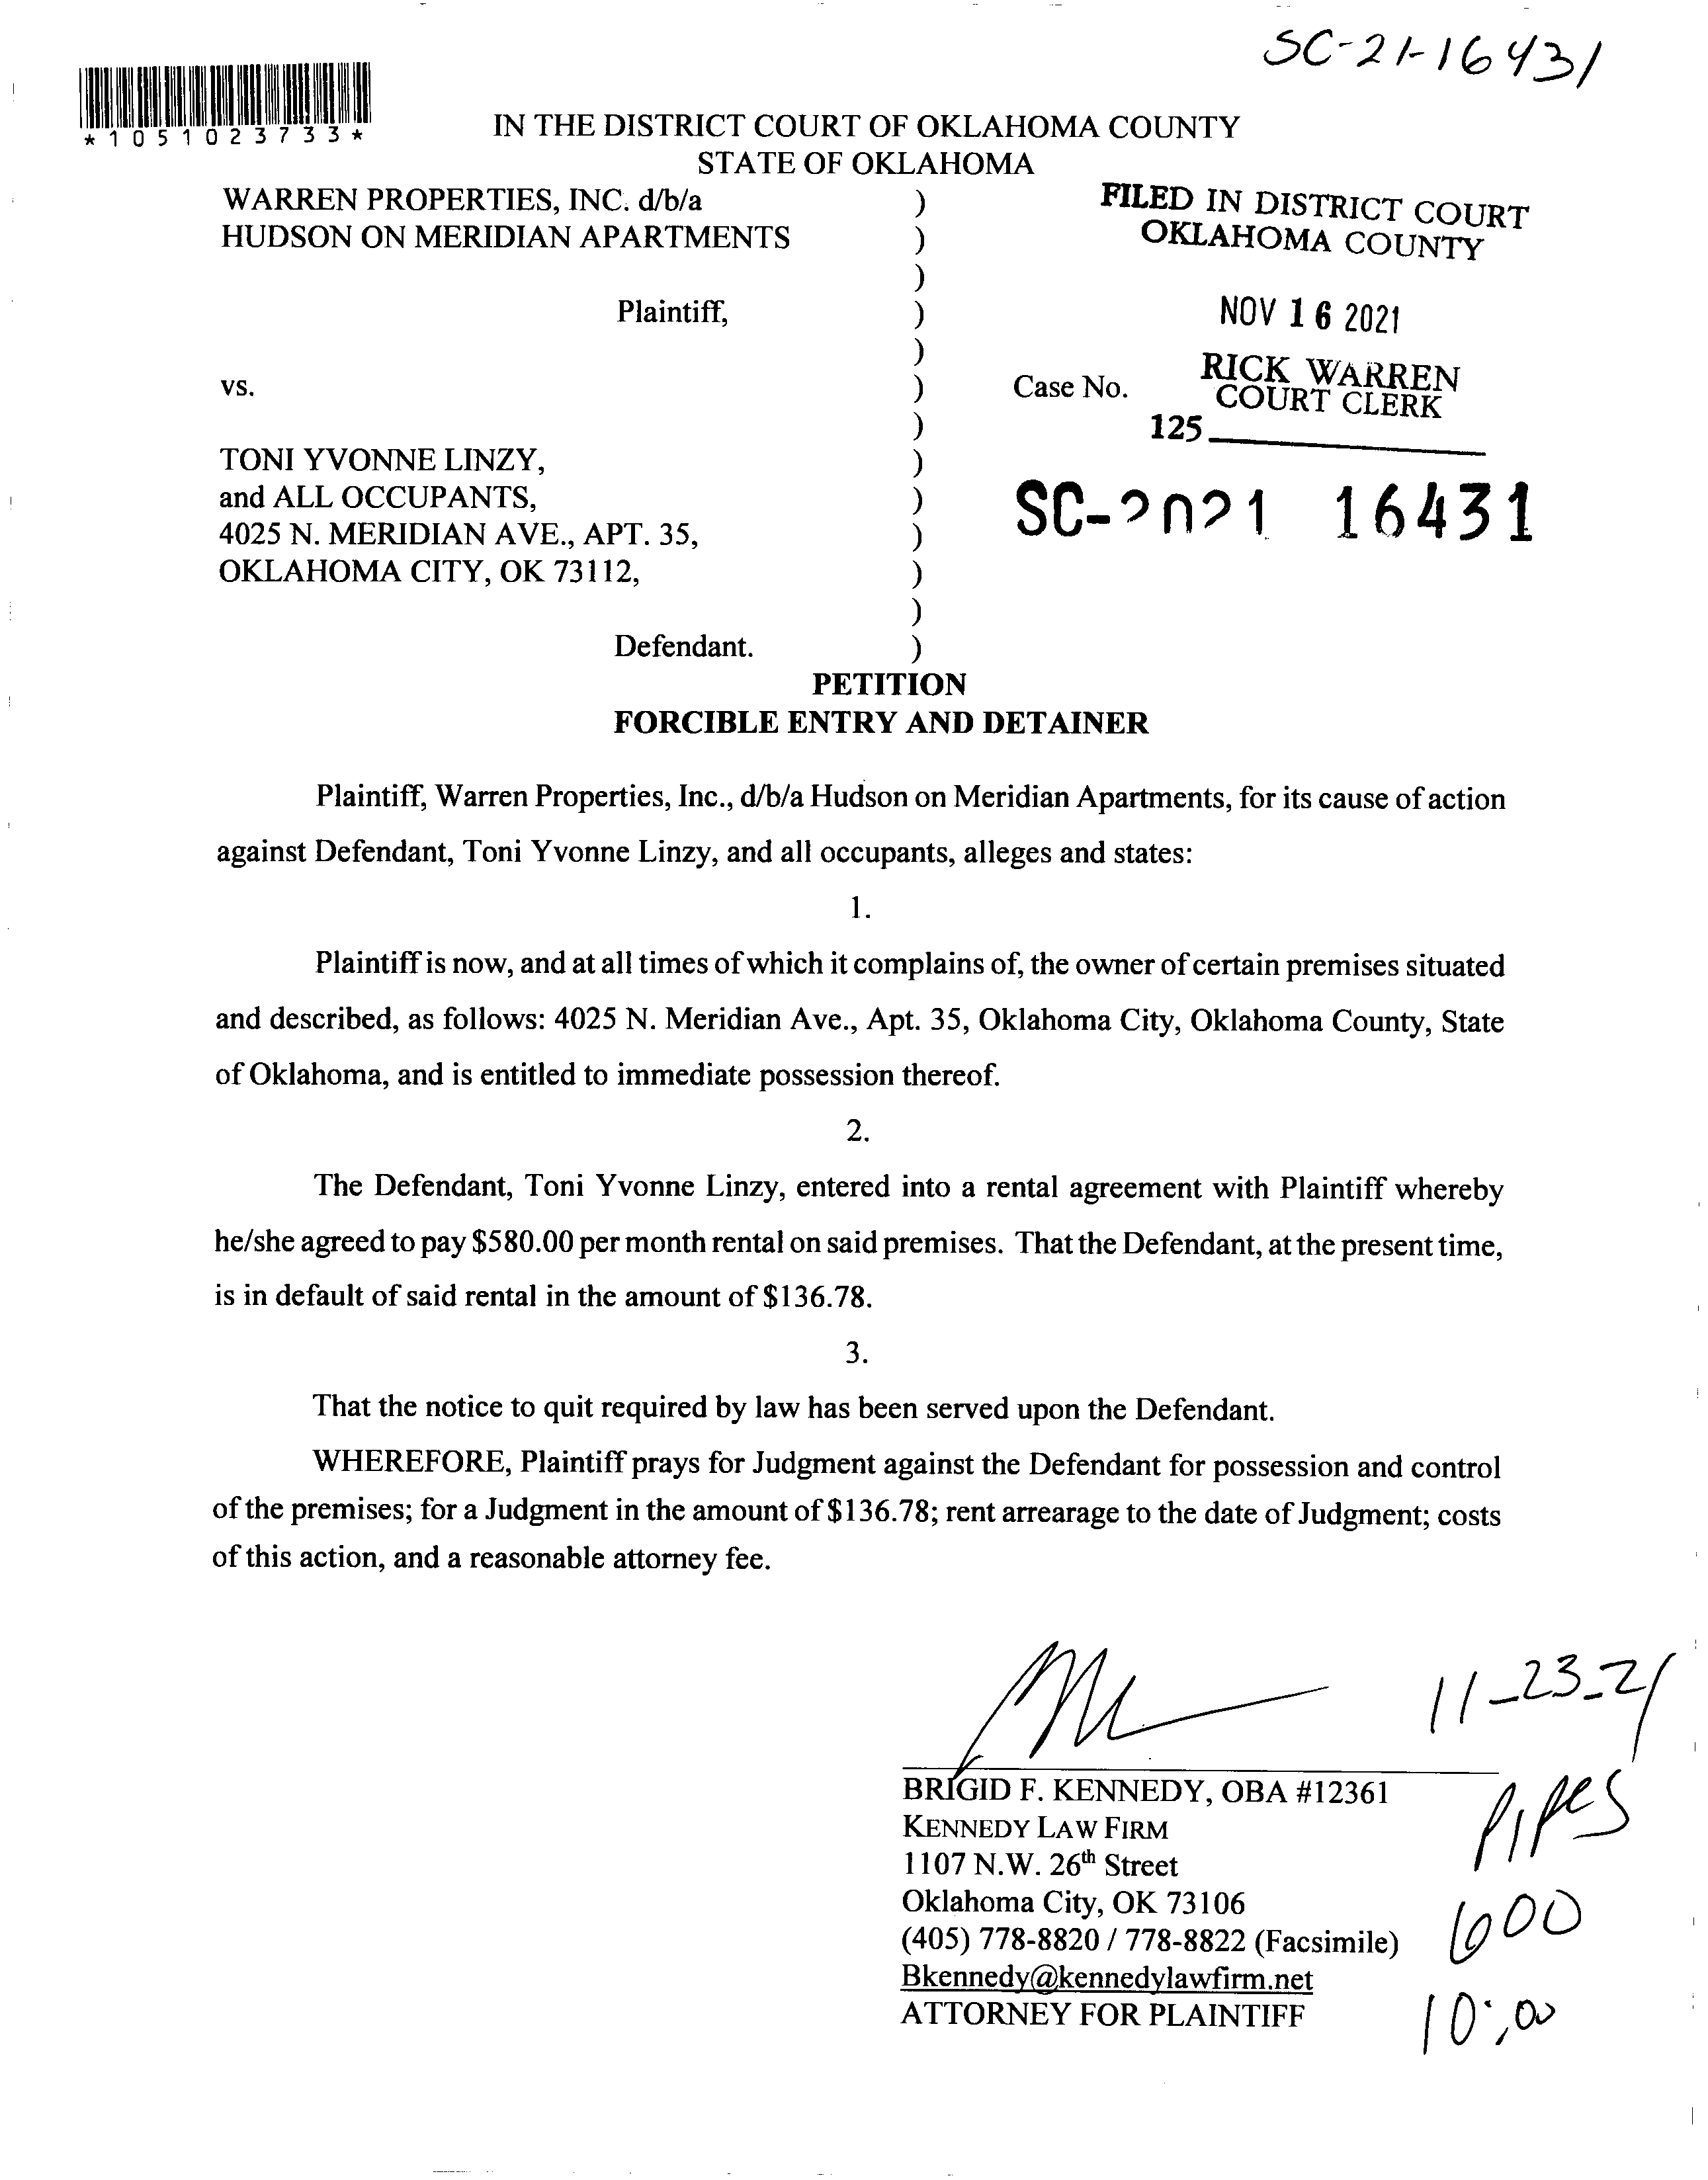 SC-21-16431
*1051023733*
IN THE DISTRICT COURT OF OKLAHOMA COUNTY
STATE OF OKLAHOMA
WARREN PROPERTIES, INC. d/b/a
HUDSON ON MERIDIAN APARTMENTS
Plaintiff,
vs.
TONI YVONNE LINZY,
and ALL OCCUPANTS,
4025 N. MERIDIAN AVE., APT. 35,
OKLAHOMA CITY, OK 73112,
Defendant.
)
)
)
)
)
)
)
)
)
)
)
)
)
FILED IN DISTRICT COURT
OKLAHOMA COUNTY
NOV 16 2021
RICK WARREN
COURT CLERK
Case No.
125
SC-2021 16431
PETITION
FORCIBLE ENTRY AND DETAINER
Plaintiff, Warren Properties, Inc., d/b/a Hudson on Meridian Apartments, for its cause of action
against Defendant, Toni Yvonne Linzy, and all occupants, alleges and states:
1.
Plaintiff is now, and at all times of which it complains of, the owner of certain premises situated
and described, as follows: 4025 N. Meridian Ave., Apt. 35, Oklahoma City, Oklahoma County, State
of Oklahoma, and is entitled to immediate possession thereof.
2.
The Defendant, Toni Yvonne Linzy, entered into a rental agreement with Plaintiff whereby
he/she agreed to pay $580.00 per month rental on said premises. That the Defendant, at the present time,
is in default of said rental in the amount of $136.78.
3.
That the notice to quit required by law has been served upon the Defendant.
WHEREFORE, Plaintiff prays for Judgment against the Defendant for possession and control
of the premises; for a Judgment in the amount of $136.78; rent arrearage to the date of Judgment; costs
of this action, and a reasonable attorney fee.
11-23-21
BRIGID F. KENNEDY, OBA #12361
KENNEDY LAW FIRM
1107 N.W. 26th Street
Oklahoma City, OK 73106
(405) 778-8820 / 778-8822 (Facsimile)
Bkennedy@kennedylawfirm.net
ATTORNEY FOR PLAINTIFF
Pipes
600
10:00